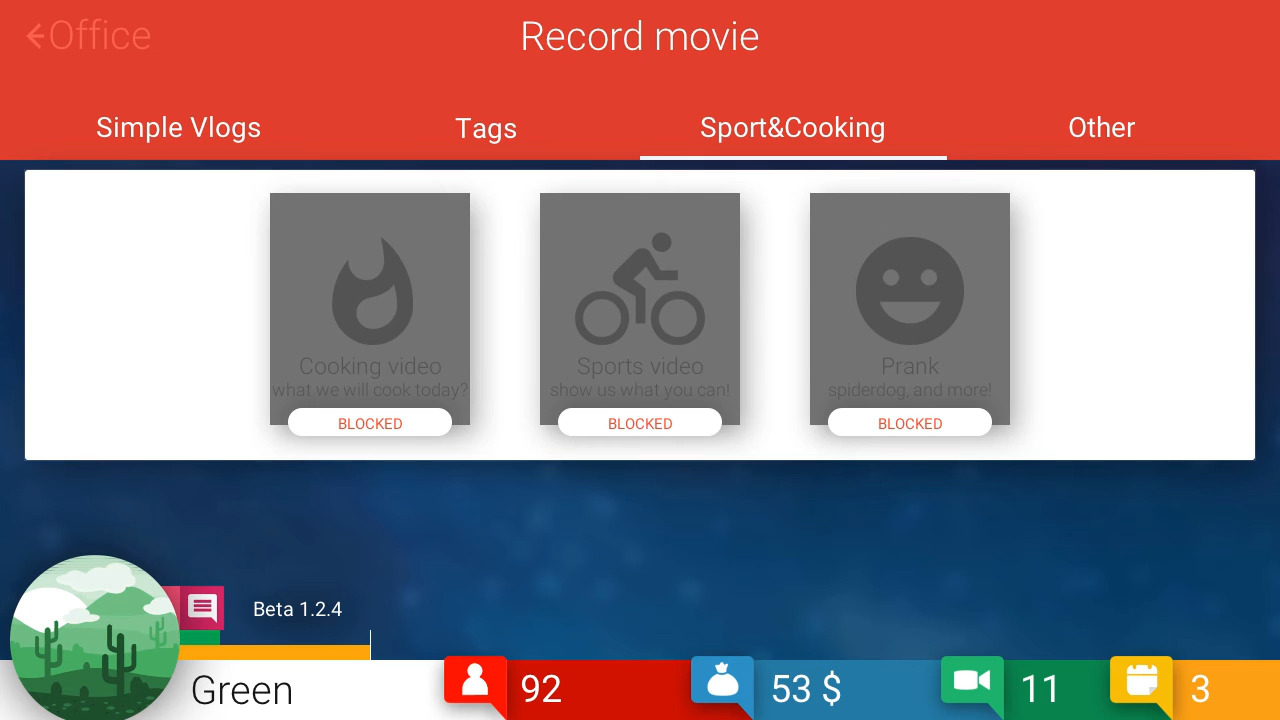 Office
Record movie
Simple Vlogs
Tags
Sport&Cooking
Other
Cooking video
what we will cook today?
BLOCKED
Sports video
show us what you can!
BLOCKED
Prank
spiderdog, and more!
BLOCKED
Beta 1.2.4
Green
92
53 $
11
3